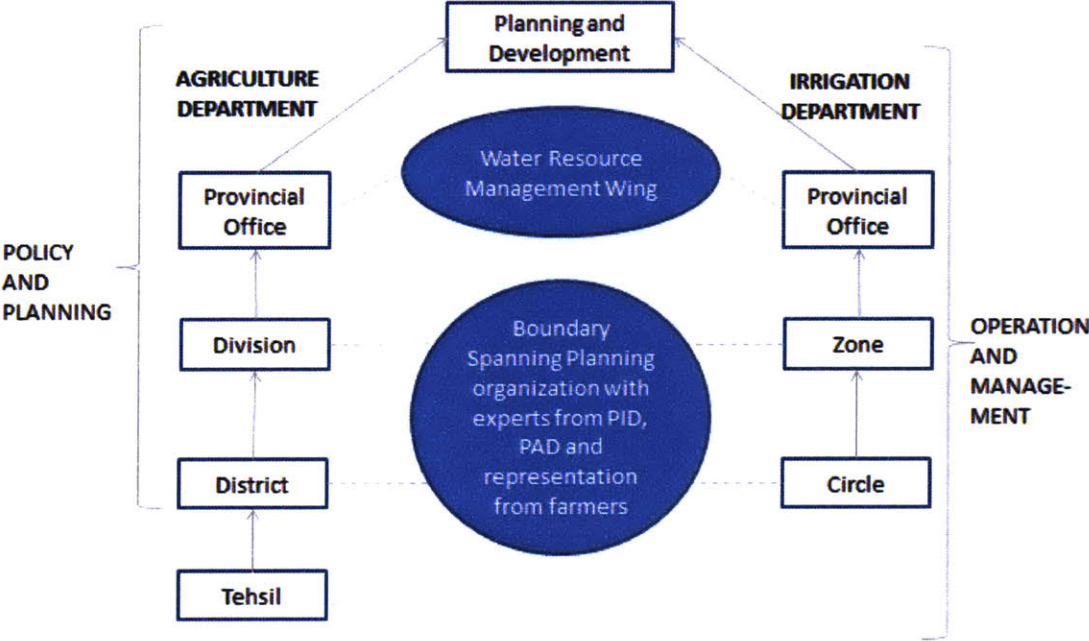 Planning and
Development
AGRICULTURE
DEPARTMENT
IRRIGATION
DEPARTMENT
Water Resource
Management Wing
Provincial
Office
Provincial
Office
POLICY
AND
PLANNING
Boundary
Spanning Planning
organization with
experts from PID,
PAD and
representation
from farmers
Division
Zone
OPERATION
AND
MANAGE-
MENT
District
Circle
Tehsil